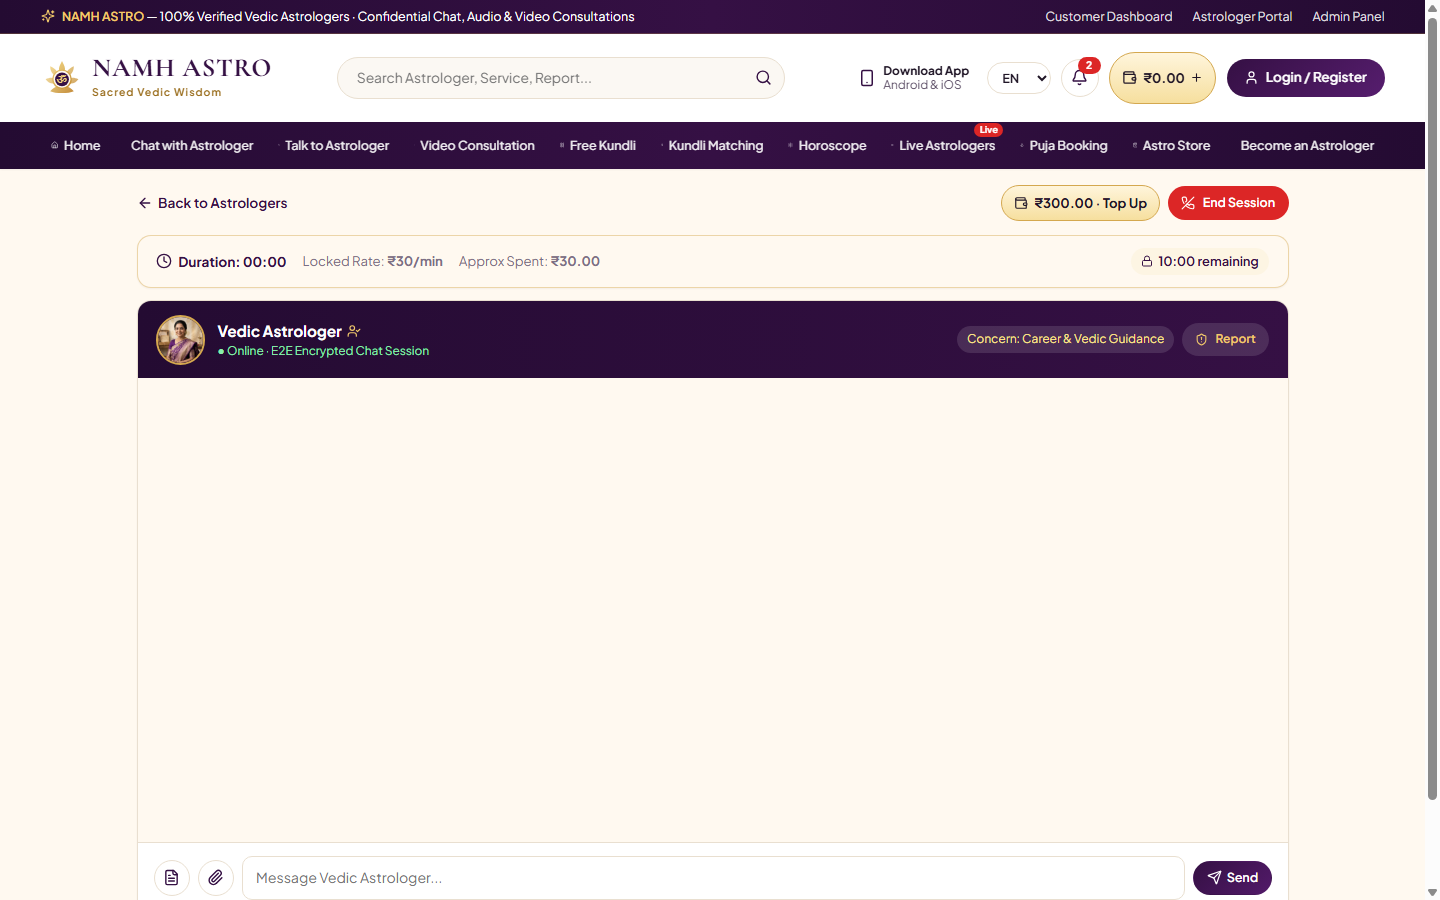 NAMH ASTRO — 100% Verified Vedic Astrologers · Confidential Chat, Audio & Video Consultations
Customer Dashboard
Astrologer Portal
Admin Panel
NAMH ASTRO
Sacred Vedic Wisdom
Search Astrologer, Service, Report...
Download App
Android & iOS
EN
2
₹0.00 +
Login / Register
Home
Chat with Astrologer
Talk to Astrologer
Video Consultation
Free Kundli
Kundli Matching
Horoscope
Live Astrologers
Live
Puja Booking
Astro Store
Become an Astrologer
Back to Astrologers
₹300.00 · Top Up
End Session
Duration: 00:00
Locked Rate: ₹30/min
Approx Spent: ₹30.00
10:00 remaining
Vedic Astrologer
● Online · E2E Encrypted Chat Session
Concern: Career & Vedic Guidance
Report
Message Vedic Astrologer...
Send